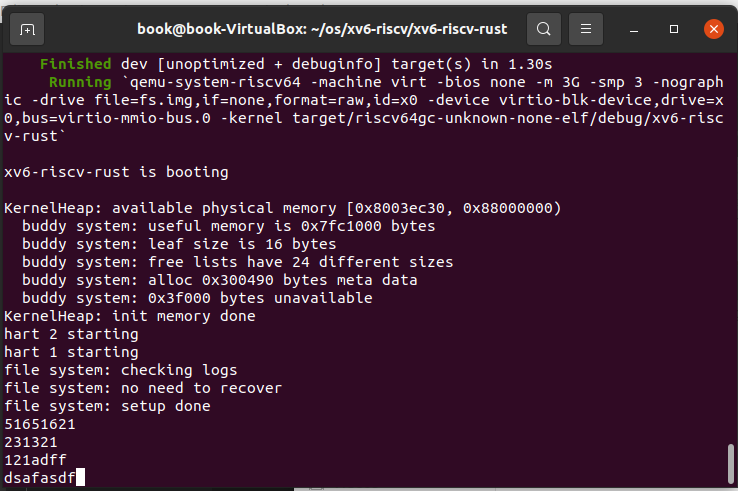 book@book-VirtualBox: ~/os/xv6-riscv/xv6-riscv-rust
Finished dev [unoptimized + debuginfo] target(s) in 1.30s
Running `qemu-system-riscv64 -machine virt -bios none -m 3G -smp 3 -nograph
ic -drive file=fs.img,if=none,format=raw,id=x0 -device virtio-blk-device,drive=x
0,bus=virtio-mmio-bus.0 -kernel target/riscv64gc-unknown-none-elf/debug/xv6-risc
v-rust`
xv6-riscv-rust is booting
KernelHeap: available physical memory [0x8003ec30, 0x88000000)
buddy system: useful memory is 0x7fc1000 bytes
buddy system: leaf size is 16 bytes
buddy system: free lists have 24 different sizes
buddy system: alloc 0x300490 bytes meta data
buddy system: 0x3f000 bytes unavailable
KernelHeap: init memory done
hart 2 starting
hart 1 starting
file system: checking logs
file system: no need to recover
file system: setup done
51651621
231321
121adff
dsafasdf